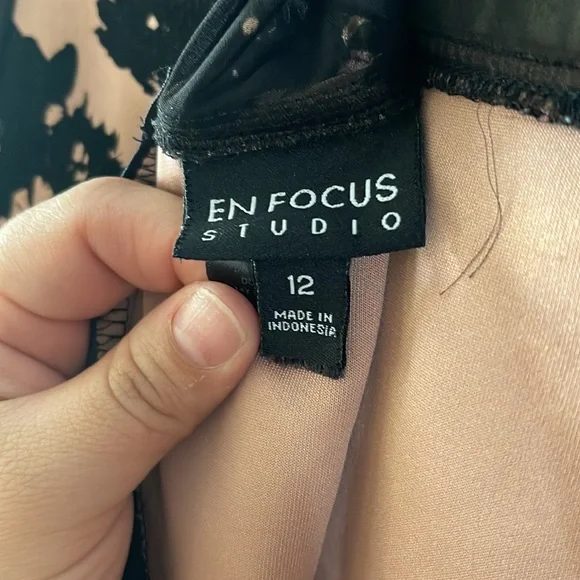 EN FOCUS
STUDIO
12
MADE IN
INDONESIA